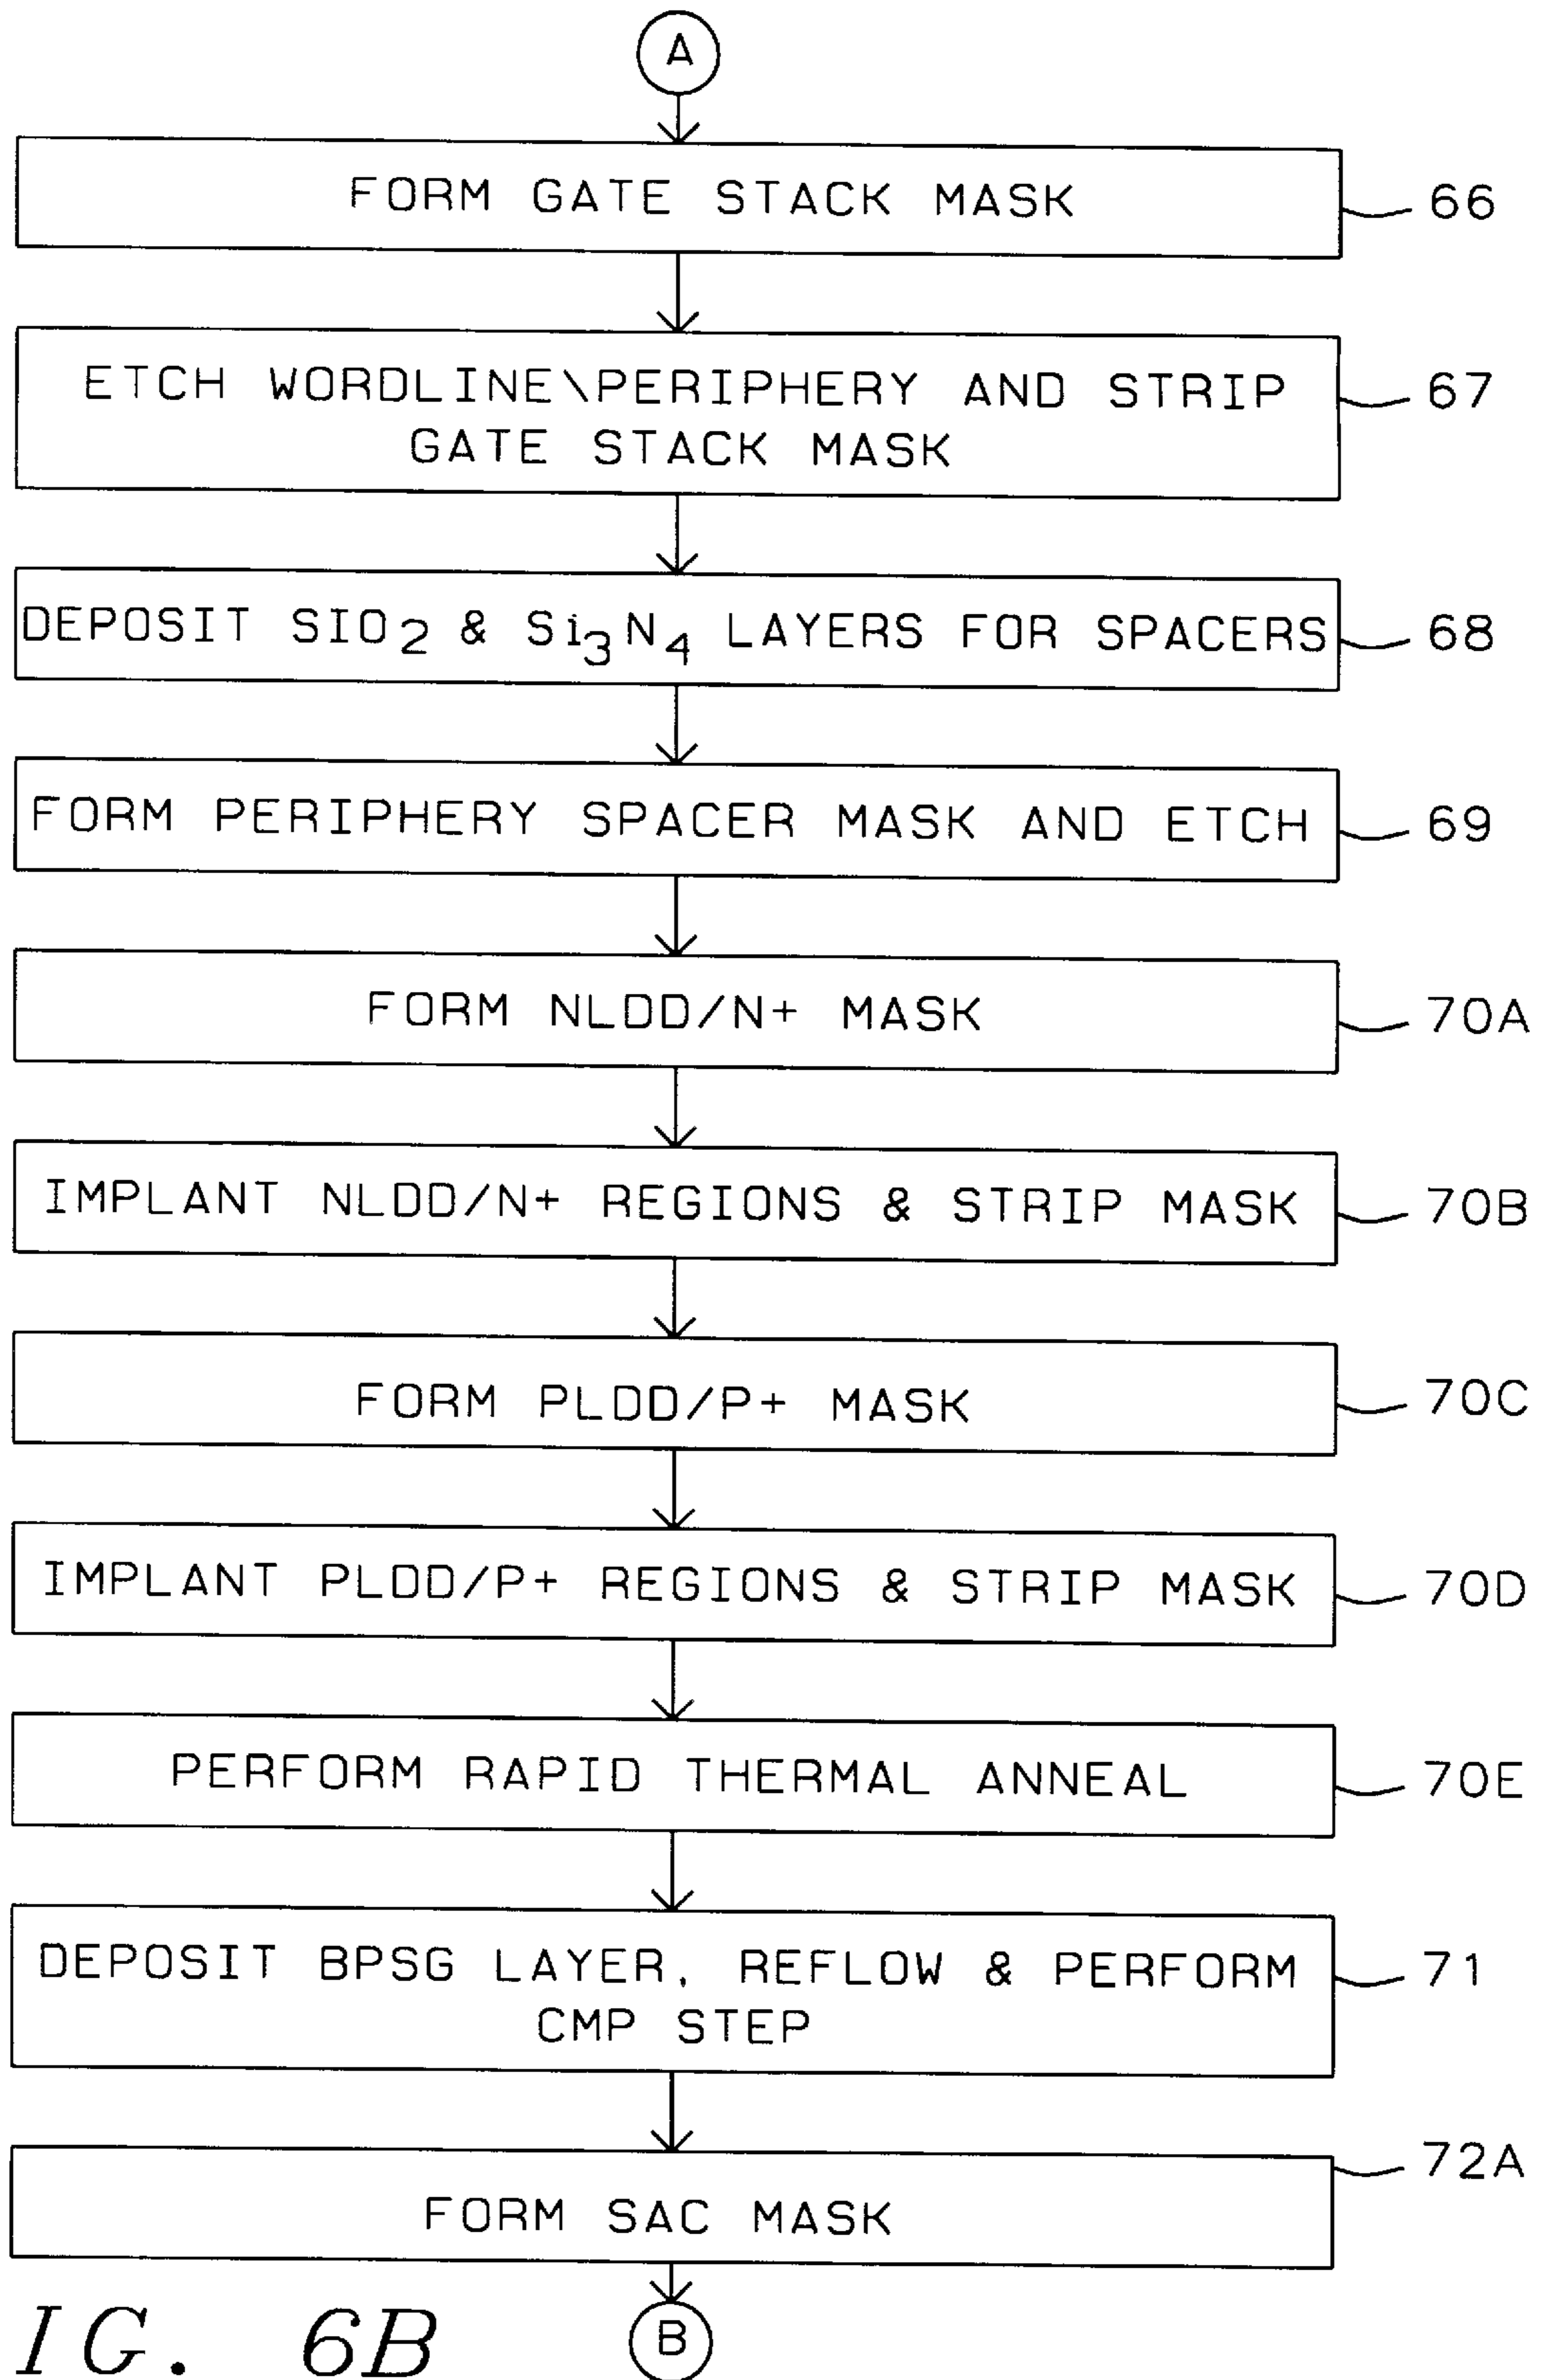 A
FORM GATE STACK MASK
66
ETCH WORDLINE\PERIPHERY AND STRIP
GATE STACK MASK
67
DEPOSIT SIO2 & Si3N4 LAYERS FOR SPACERS
68
FORM PERIPHERY SPACER MASK AND ETCH
69
FORM NLDD/N+ MASK
70A
IMPLANT NLDD/N+ REGIONS & STRIP MASK
70B
FORM PLDD/P+ MASK
70C
IMPLANT PLDD/P+ REGIONS & STRIP MASK
70D
PERFORM RAPID THERMAL ANNEAL
70E
DEPOSIT BPSG LAYER, REFLOW & PERFORM
CMP STEP
71
FORM SAC MASK
72A
B
IG. 6B